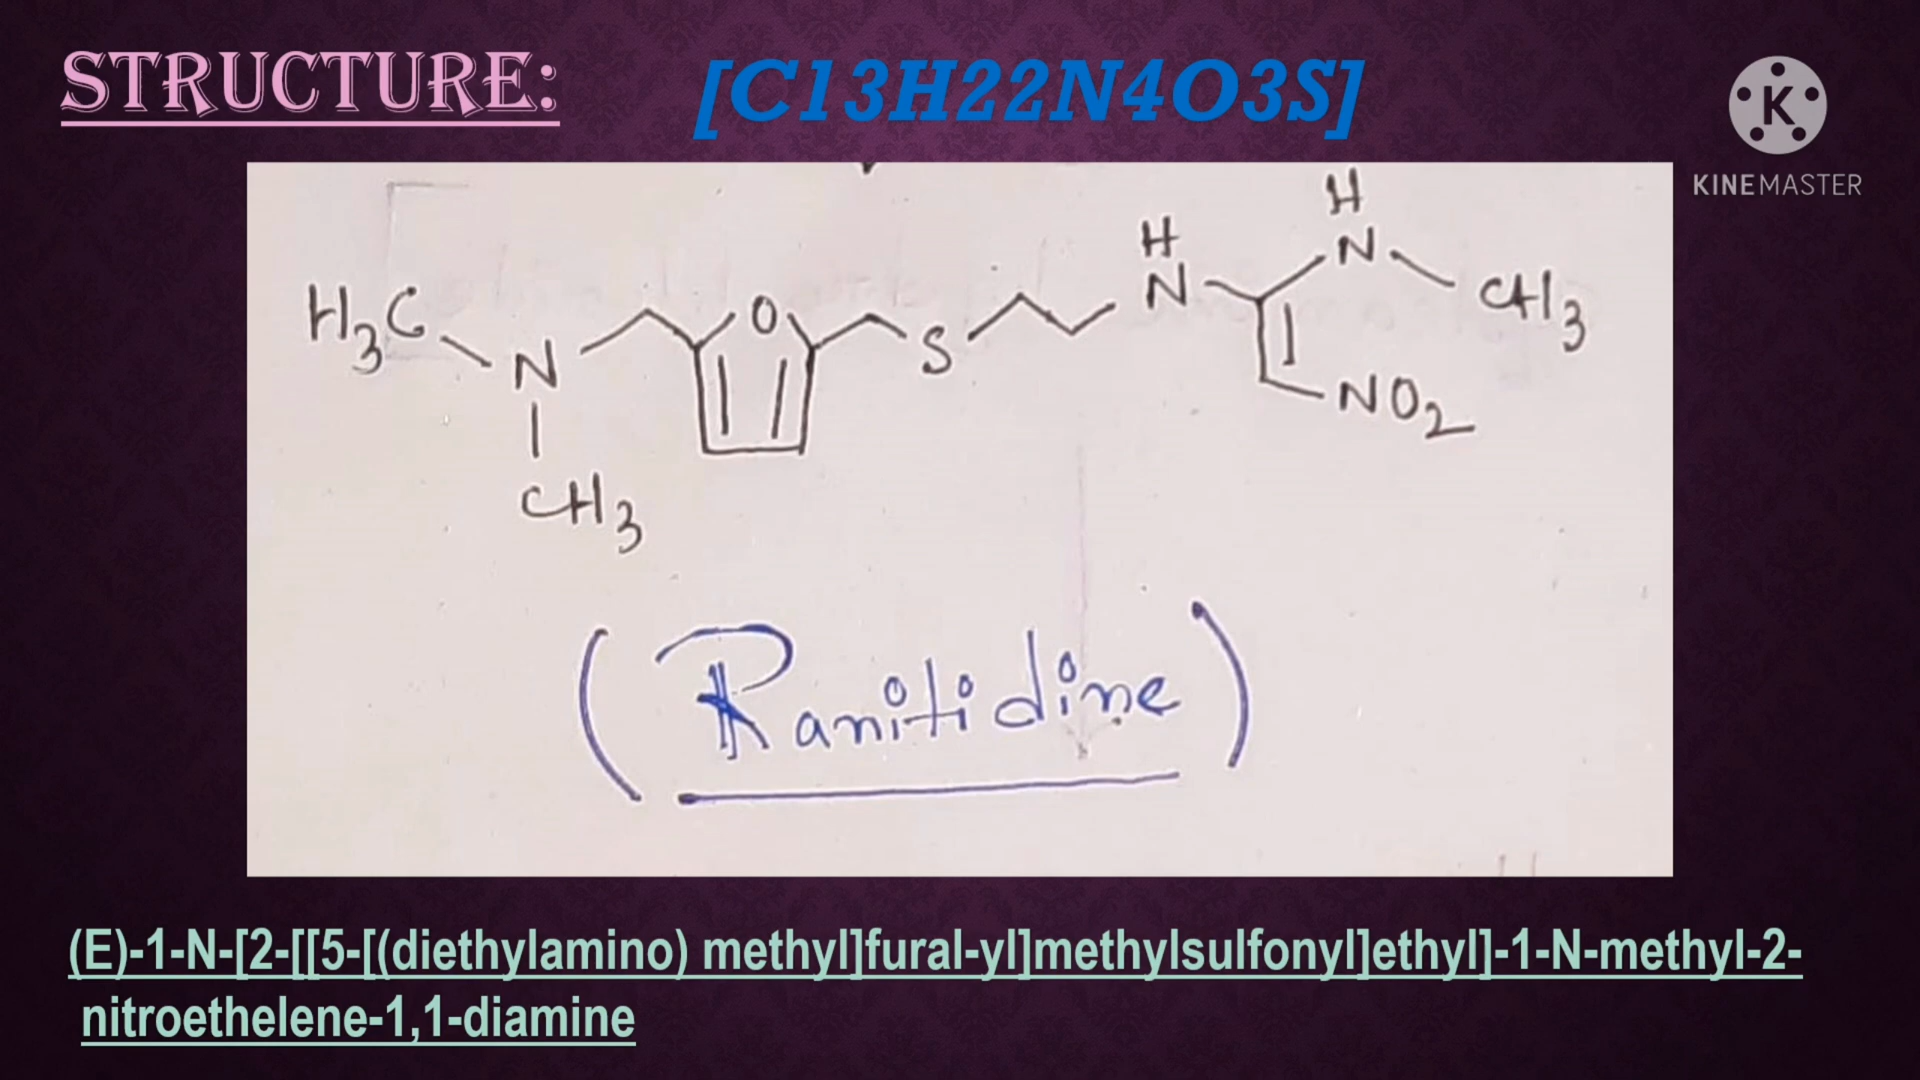 STRUCTURE:
[C13H22N4O3S]
K
KINEMASTER
H
H
N
CH3
N
H3C
O
N
S
NO2
CH3
(Ranitidine)
(E)-1-N-[2-[[5-[(diethylamino) methyl]fural-yl]methylsulfonyl]ethyl]-1-N-methyl-2-
nitroethelene-1,1-diamine